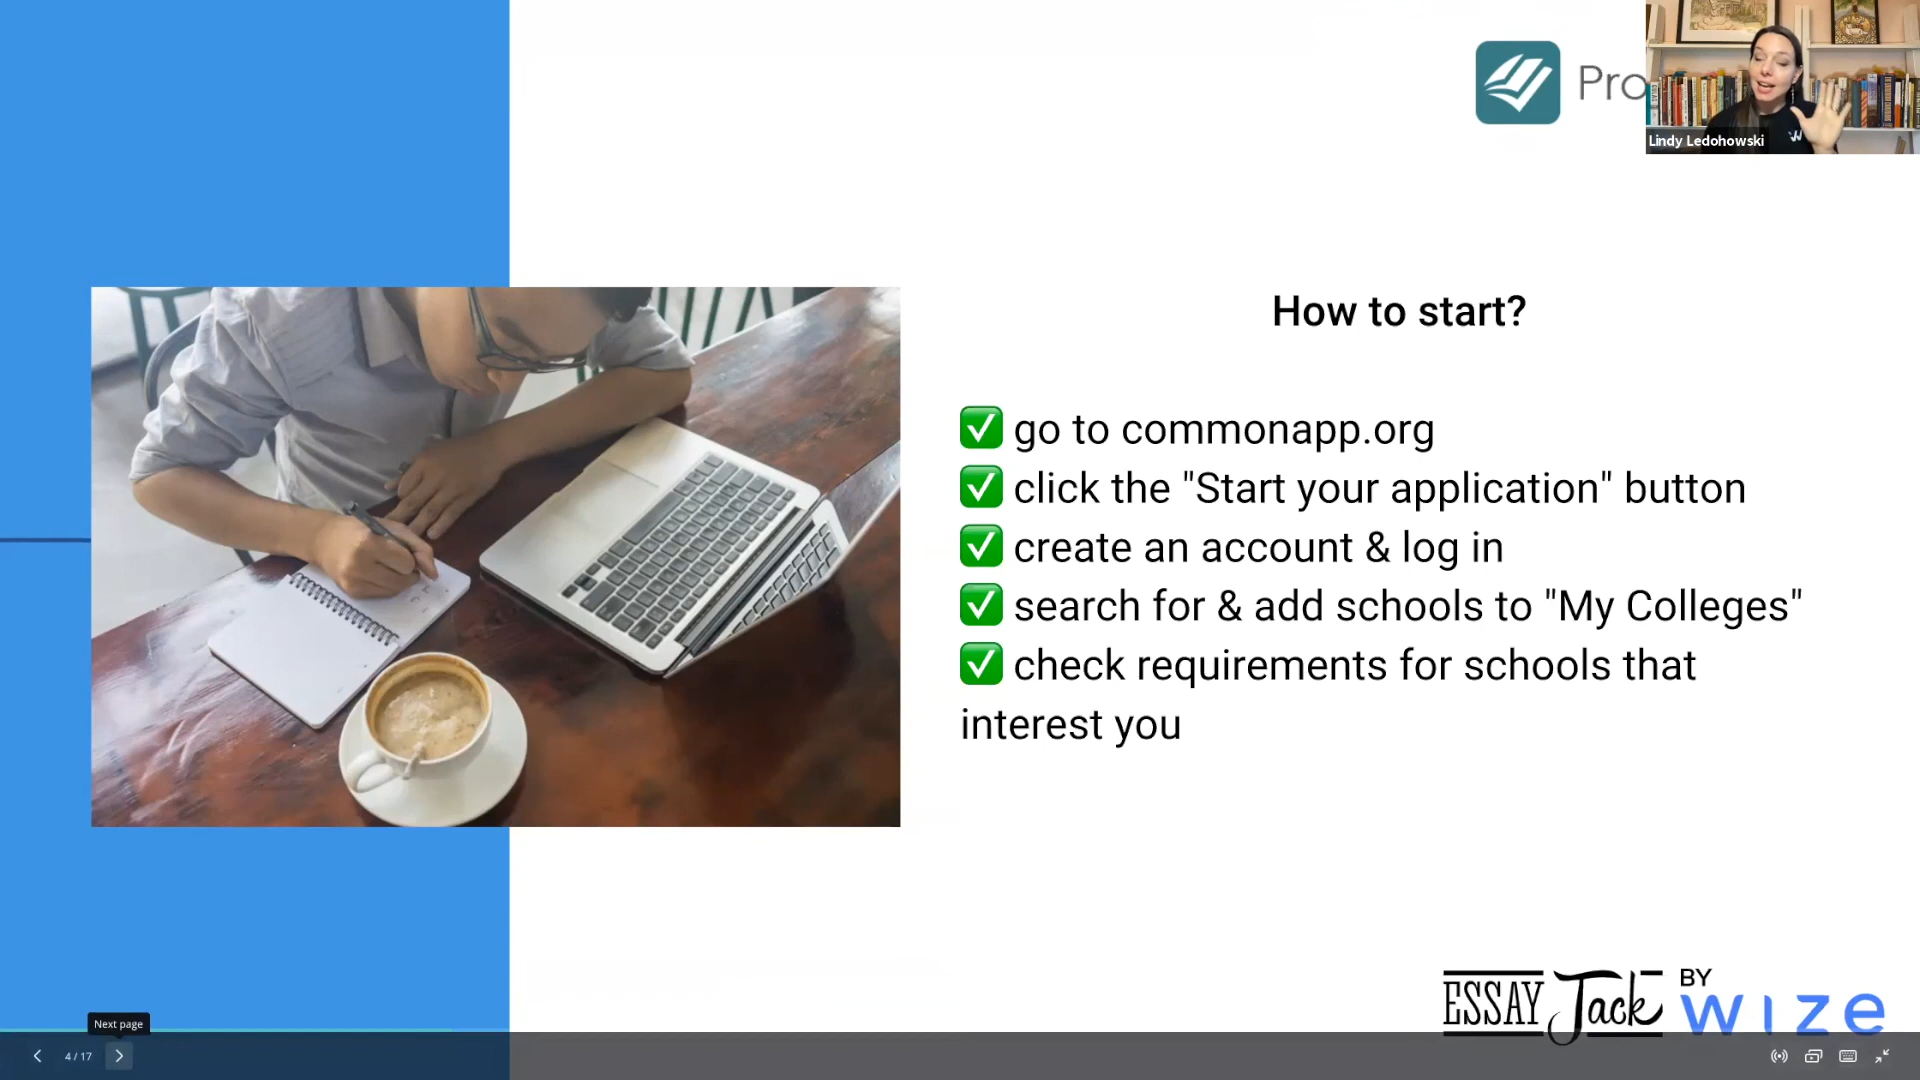 Pro
Lindy Ledohowski
How to start?
✅ go to commonapp.org
✅ click the "Start your application" button
✅ create an account & log in
✅ search for & add schools to "My Colleges"
✅ check requirements for schools that
interest you
ESSAY Jack BY
wize
Next page
4 / 17